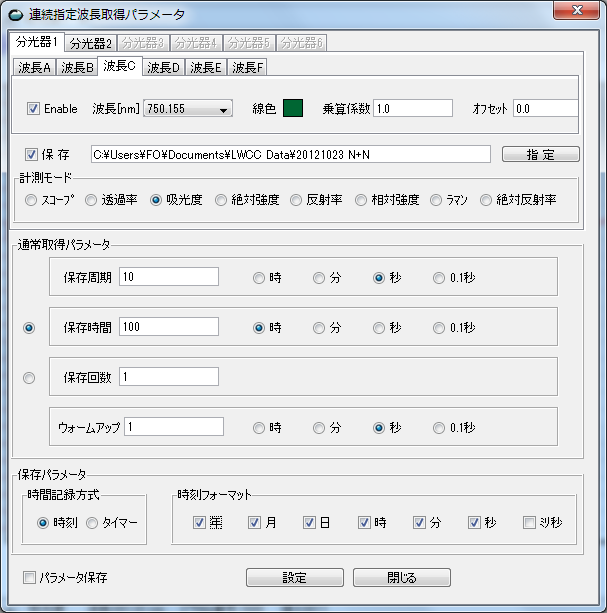 連続指定波長取得パラメータ
分光器1 分光器2 分光器3 分光器4 分光器5 分光器6
波長A 波長B 波長C 波長D 波長E 波長F
Enable 波長[nm] 750.155 線色 乗算係数 1.0 オフセット 0.0
保存 C:¥Users¥FO¥Documents¥LWCC Data¥20121023 N+N 指定
計測モード
スコープ 透過率 吸光度 絶対強度 反射率 相対強度 ラマン 絶対反射率
通常取得パラメータ
保存周期 10 時 分 秒 0.1秒
保存時間 100 時 分 秒 0.1秒
保存回数 1
ウォームアップ 1 時 分 秒 0.1秒
保存パラメータ
時間記録方式 時刻フォーマット
時刻 タイマー 年 月 日 時 分 秒 ミリ秒
パラメータ保存 設定 閉じる